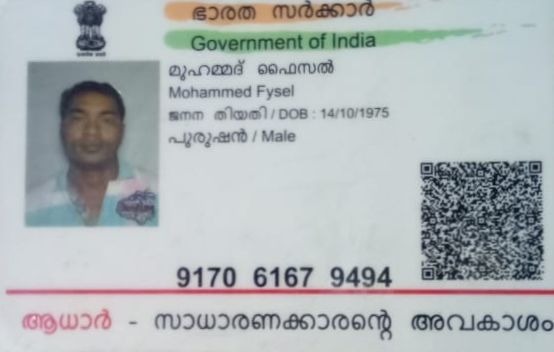 ഭാരത സർക്കാർ
Government of India
മുഹമ്മദ് ഫൈസൽ
Mohammed Fysel
ജനന തിയതി / DOB : 14/10/1975
പുരുഷൻ / Male
9170 6167 9494
ആധാർ - സാധാരണക്കാരന്റെ അവകാശം